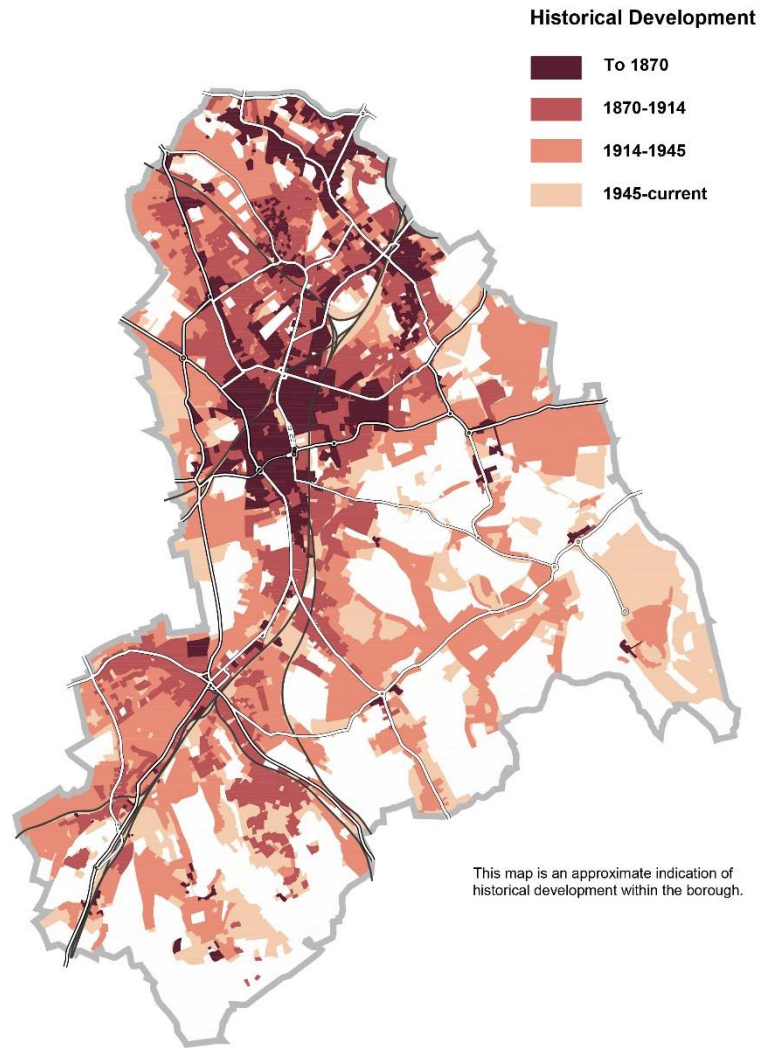 Historical Development
To 1870
1870-1914
1914-1945
1945-current
This map is an approximate indication of
historical development within the borough.